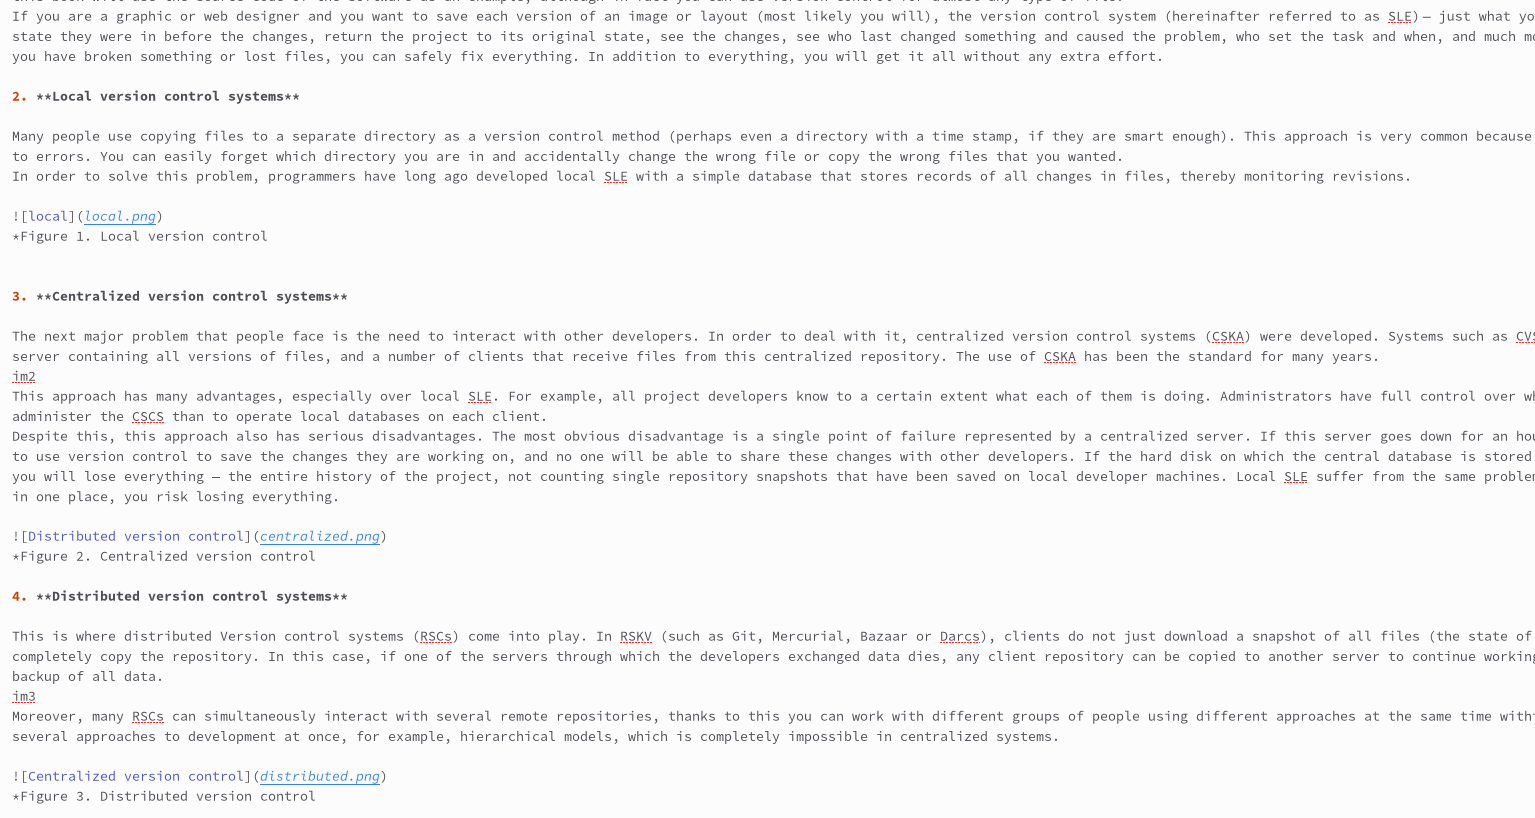 If you are a graphic or web designer and you want to save each version of an image or layout (most likely you will), the version control system (hereinafter referred to as SLE)— just what
state they were in before the changes, return the project to its original state, see the changes, see who last changed something and caused the problem, who set the task and when, and much
you have broken something or lost files, you can safely fix everything. In addition to everything, you will get it all without any extra effort.
2. **Local version control systems**
Many people use copying files to a separate directory as a version control method (perhaps even a directory with a time stamp, if they are smart enough). This approach is very common because
to errors. You can easily forget which directory you are in and accidentally change the wrong file or copy the wrong files that you wanted.
In order to solve this problem, programmers have long ago developed local SLE with a simple database that stores records of all changes in files, thereby monitoring revisions.
![local](local.png)
*Figure 1. Local version control
3. **Centralized version control systems**
The next major problem that people face is the need to interact with other developers. In order to deal with it, centralized version control systems (CSKA) were developed. Systems such as
server containing all versions of files, and a number of clients that receive files from this centralized repository. The use of CSKA has been the standard for many years.
im2
This approach has many advantages, especially over local SLE. For example, all project developers know to a certain extent what each of them is doing. Administrators have full control over
administer the CSCS than to operate local databases on each client.
Despite this, this approach also has serious disadvantages. The most obvious disadvantage is a single point of failure represented by a centralized server. If this server goes down for an
to use version control to save the changes they are working on, and no one will be able to share these changes with other developers. If the hard disk on which the central database is stored
you will lose everything — the entire history of the project, not counting single repository snapshots that have been saved on local developer machines. Local SLE suffer from the same
in one place, you risk losing everything.
![Distributed version control](centralized.png)
*Figure 2. Centralized version control
4. **Distributed version control systems**
This is where distributed Version control systems (RSCs) come into play. In RSKV (such as Git, Mercurial, Bazaar or Darcs), clients do not just download a snapshot of all files (the state of
completely copy the repository. In this case, if one of the servers through which the developers exchanged data dies, any client repository can be copied to another server to continue
backup of all data.
im3
Moreover, many RSCs can simultaneously interact with several remote repositories, thanks to this you can work with different groups of people using different approaches at the same time
several approaches to development at once, for example, hierarchical models, which is completely impossible in centralized systems.
![Centralized version control](distributed.png)
*Figure 3. Distributed version control